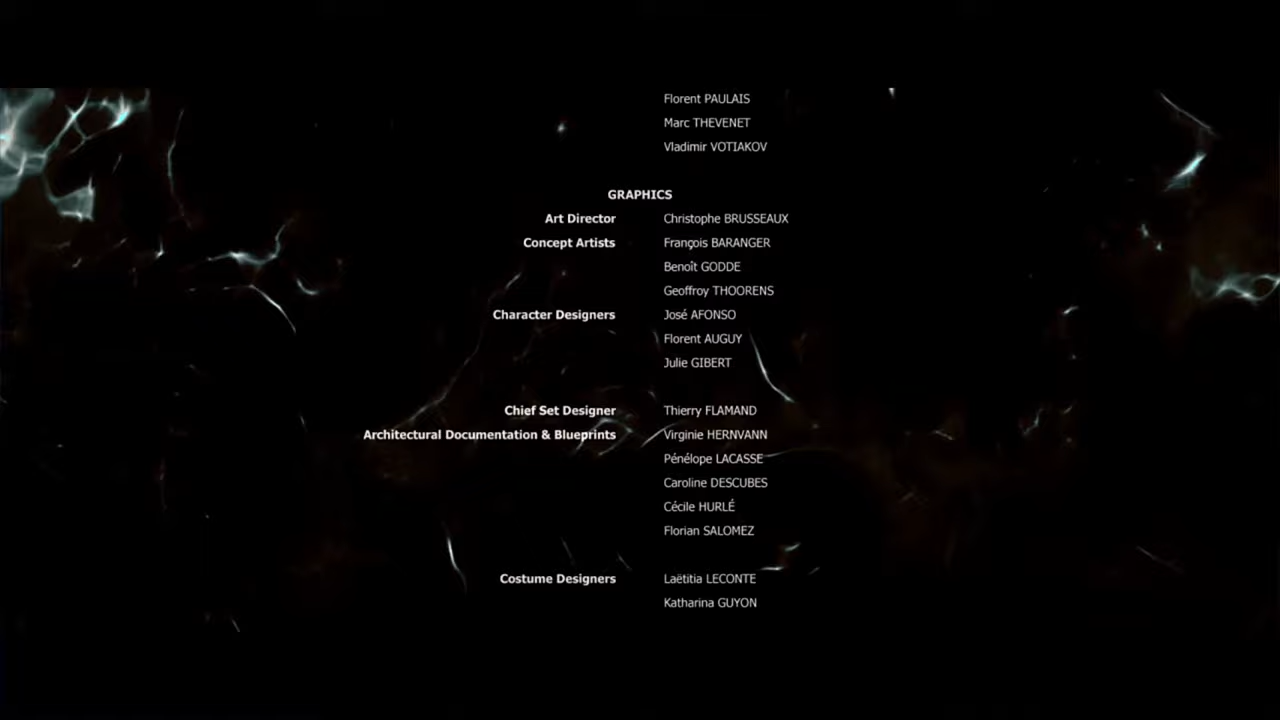 Florent PAULAIS
Marc THEVENET
Vladimir VOTIAKOV
GRAPHICS
Art Director Christophe BRUSSEAUX
Concept Artists François BARANGER
Benoît GODDE
Geoffroy THOORENS
Character Designers José AFONSO
Florent AUGUY
Julie GIBERT
Chief Set Designer Thierry FLAMAND
Architectural Documentation & Blueprints Virginie HERNVANN
Pénélope LACASSE
Caroline DESCUBES
Cécile HURLÉ
Florian SALOMEZ
Costume Designers Laëtitia LECONTE
Katharina GUYON